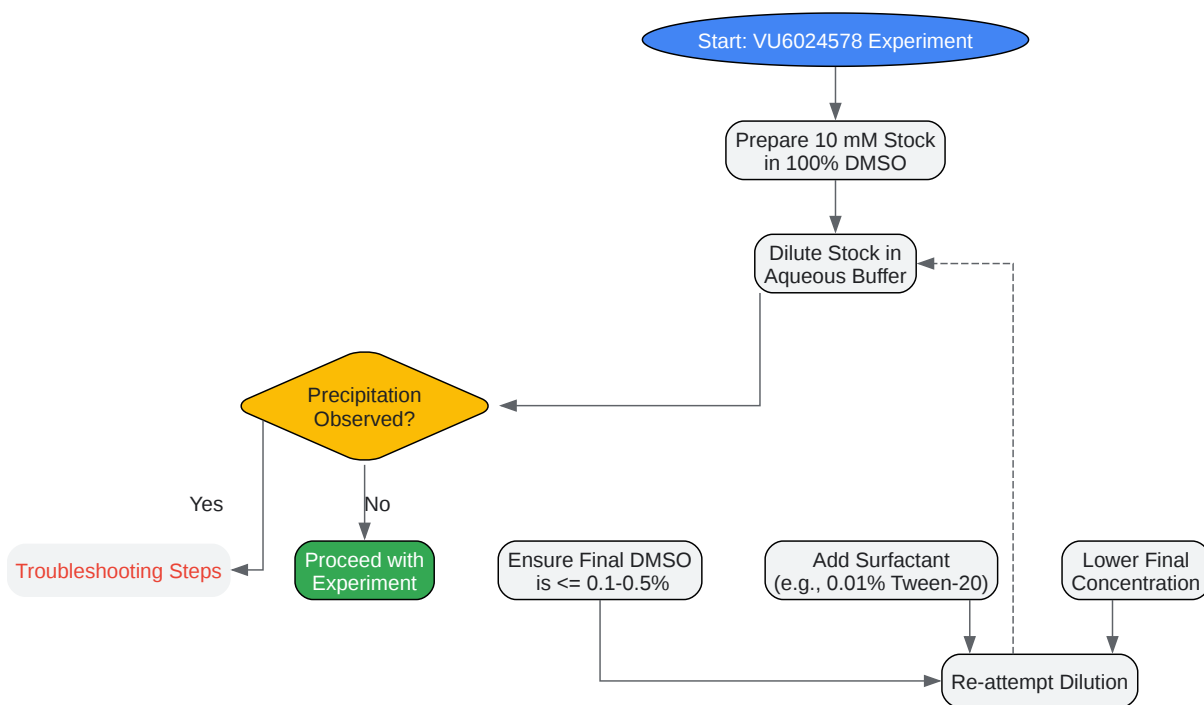 Start: VU6024578 Experiment
Prepare 10 mM Stock
in 100% DMSO
Dilute Stock in
Aqueous Buffer
Precipitation
Observed?
Yes
No
Troubleshooting Steps
Proceed with
Experiment
Ensure Final DMSO
is <= 0.1-0.5%
Add Surfactant
(e.g., 0.01% Tween-20)
Lower Final
Concentration
Re-attempt Dilution